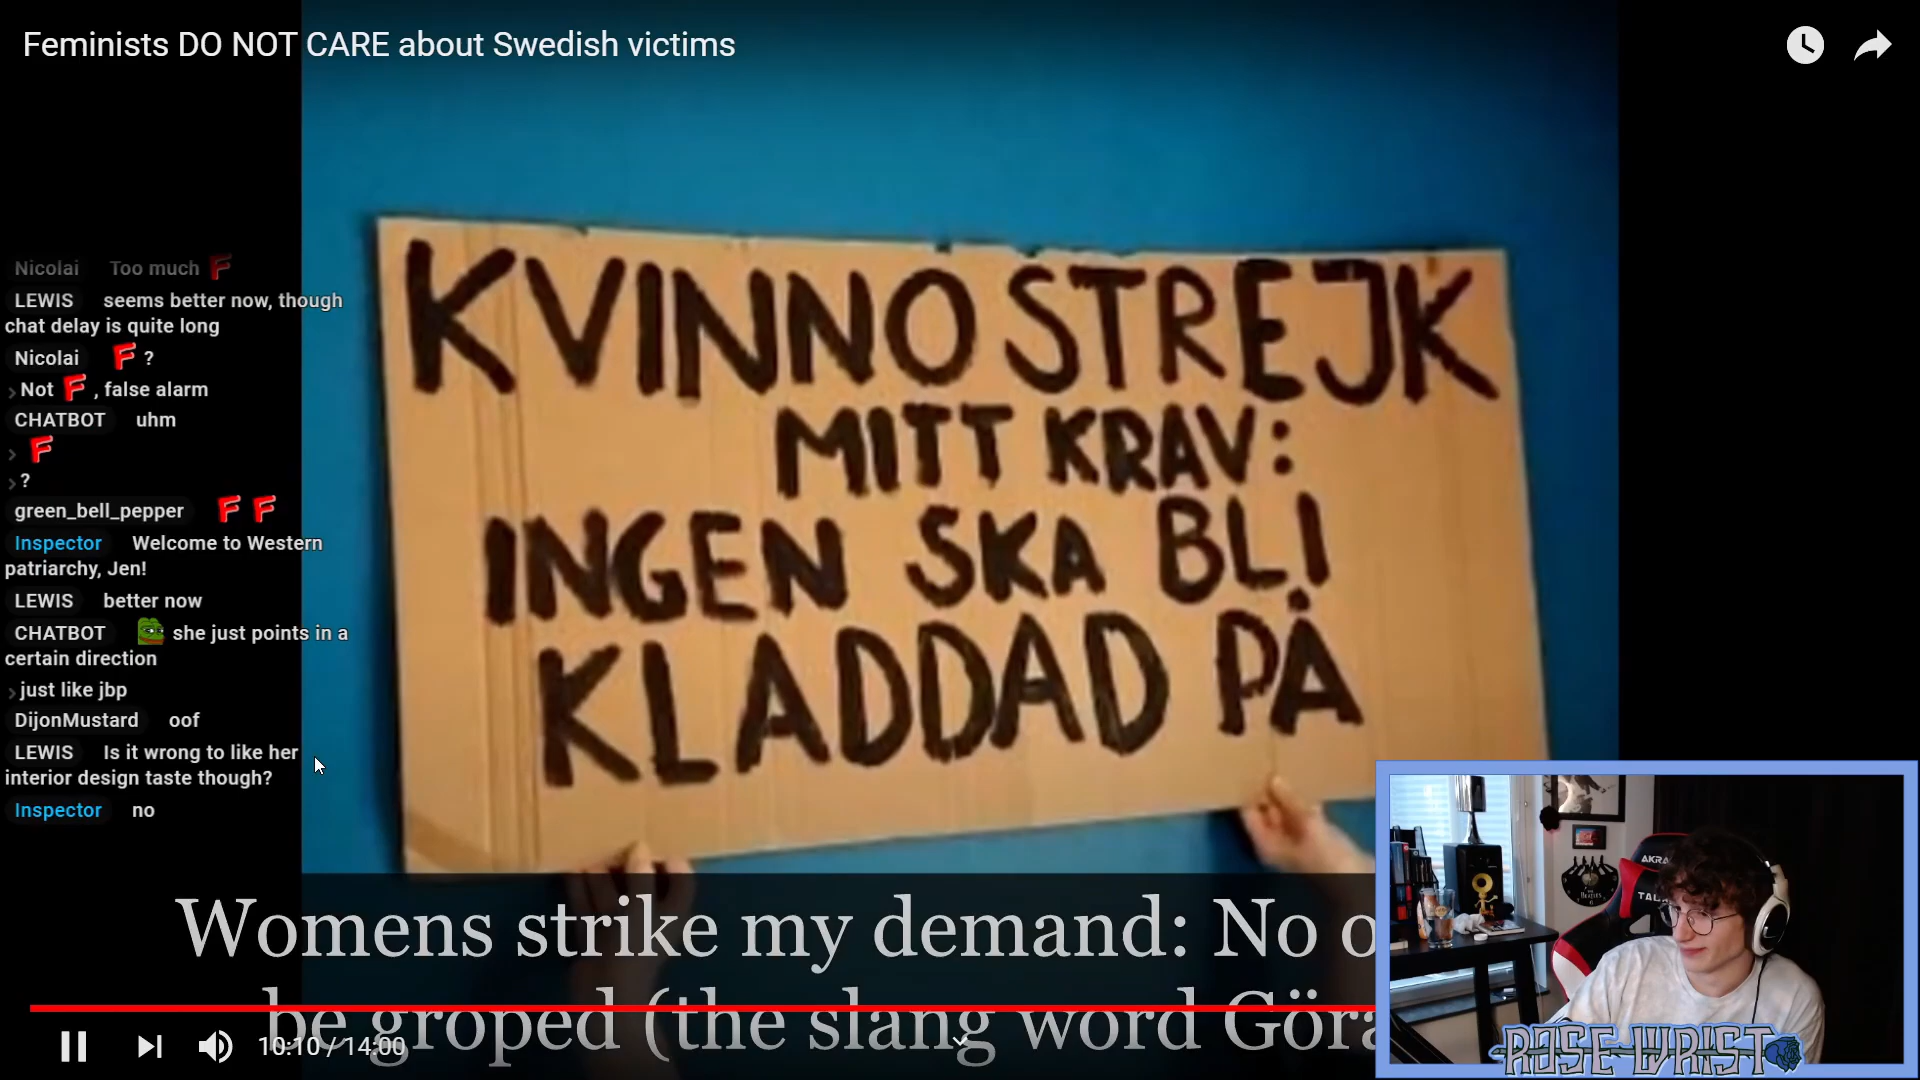 Feminists DO NOT CARE about Swedish victims
Nicolai Too much F
LEWIS seems better now, though
chat delay is quite long
Nicolai F ?
Not F , false alarm
CHATBOT uhm
F
?
green_bell_pepper F F
Inspector Welcome to Western
patriarchy, Jen!
LEWIS better now
CHATBOT she just points in a
certain direction
just like jbp
DijonMustard oof
LEWIS Is it wrong to like her
interior design taste though?
Inspector no
KVINNOSTREJK
MITT KRAV:
INGEN SKA BLI
KLADDAD PÅ
Womens strike my demand: No
be groped (the slang word
10:10 / 14:00
AKRA
ROSE WRIST